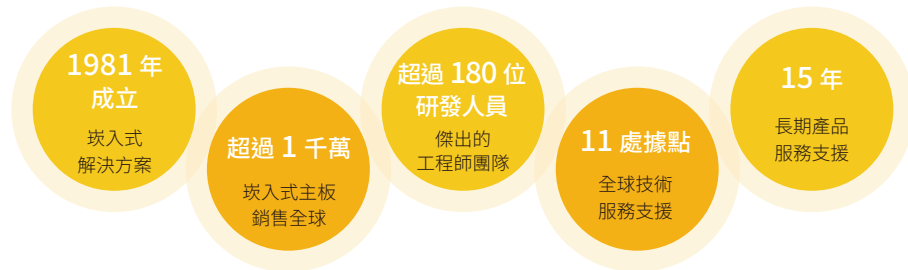 1981 年
成立
崁入式
解決方案
超過 1 千萬
崁入式主板
銷售全球
超過 180 位
研發人員
傑出的
工程師團隊
11 處據點
全球技術
服務支援
15 年
長期產品
服務支援